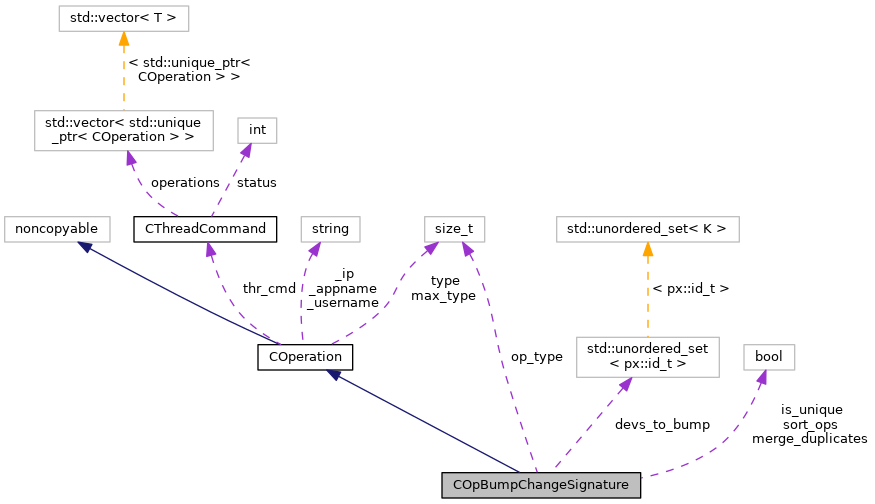 std::vector< T >
< std::unique_ptr<
COperation > >
std::vector< std::unique
_ptr< COperation > >
int
operations
status
noncopyable
CThreadCommand
string
size_t
std::unordered_set< K >
thr_cmd
_ip
_appname
_username
type
max_type
< px::id_t >
COperation
op_type
std::unordered_set
< px::id_t >
bool
devs_to_bump
is_unique
sort_ops
merge_duplicates
COpBumpChangeSignature